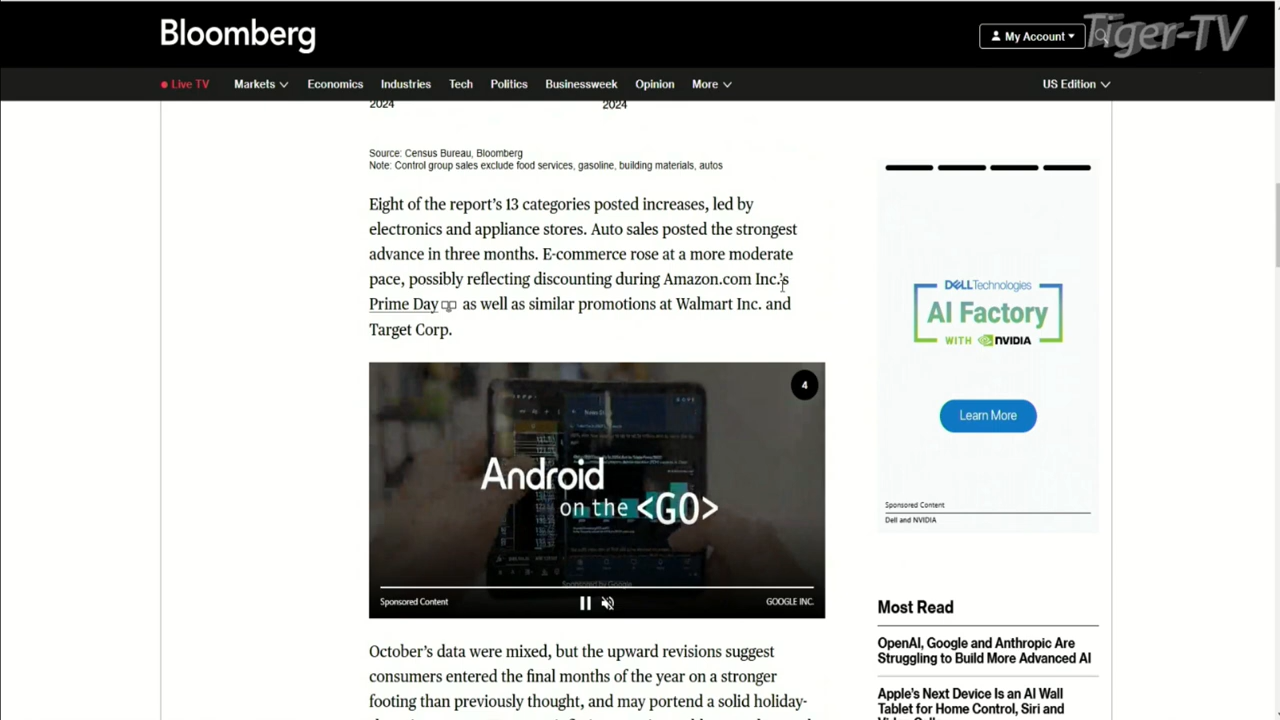 Bloomberg
My Account
Tiger-TV
Live TV
Markets
Economics
Industries
Tech
Politics
Businessweek
Opinion
More
US Edition
2024
2024
Source: Census Bureau, Bloomberg
Note: Control group sales exclude food services, gasoline, building materials, autos
Eight of the report's 13 categories posted increases, led by
electronics and appliance stores. Auto sales posted the strongest
advance in three months. E-commerce rose at a more moderate
pace, possibly reflecting discounting during Amazon.com Inc.'s
Prime Day as well as similar promotions at Walmart Inc. and
Target Corp.
4
Android
on the <GO>
Sponsored by Google
Sponsored Content
GOOGLE INC.
October's data were mixed, but the upward revisions suggest
consumers entered the final months of the year on a stronger
footing than previously thought, and may portend a solid holiday-
DELL Technologies
AI Factory
WITH NVIDIA
Learn More
Sponsored Content
Dell and NVIDIA
Most Read
OpenAI, Google and Anthropic Are
Struggling to Build More Advanced AI
Apple's Next Device Is an AI Wall
Tablet for Home Control, Siri and